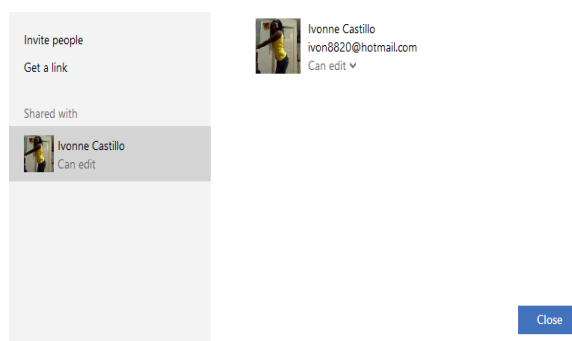 Invite people
Get a link
Shared with
Ivonne Castillo
Can edit
Ivonne Castillo
ivon8820@hotmail.com
Can edit
Close